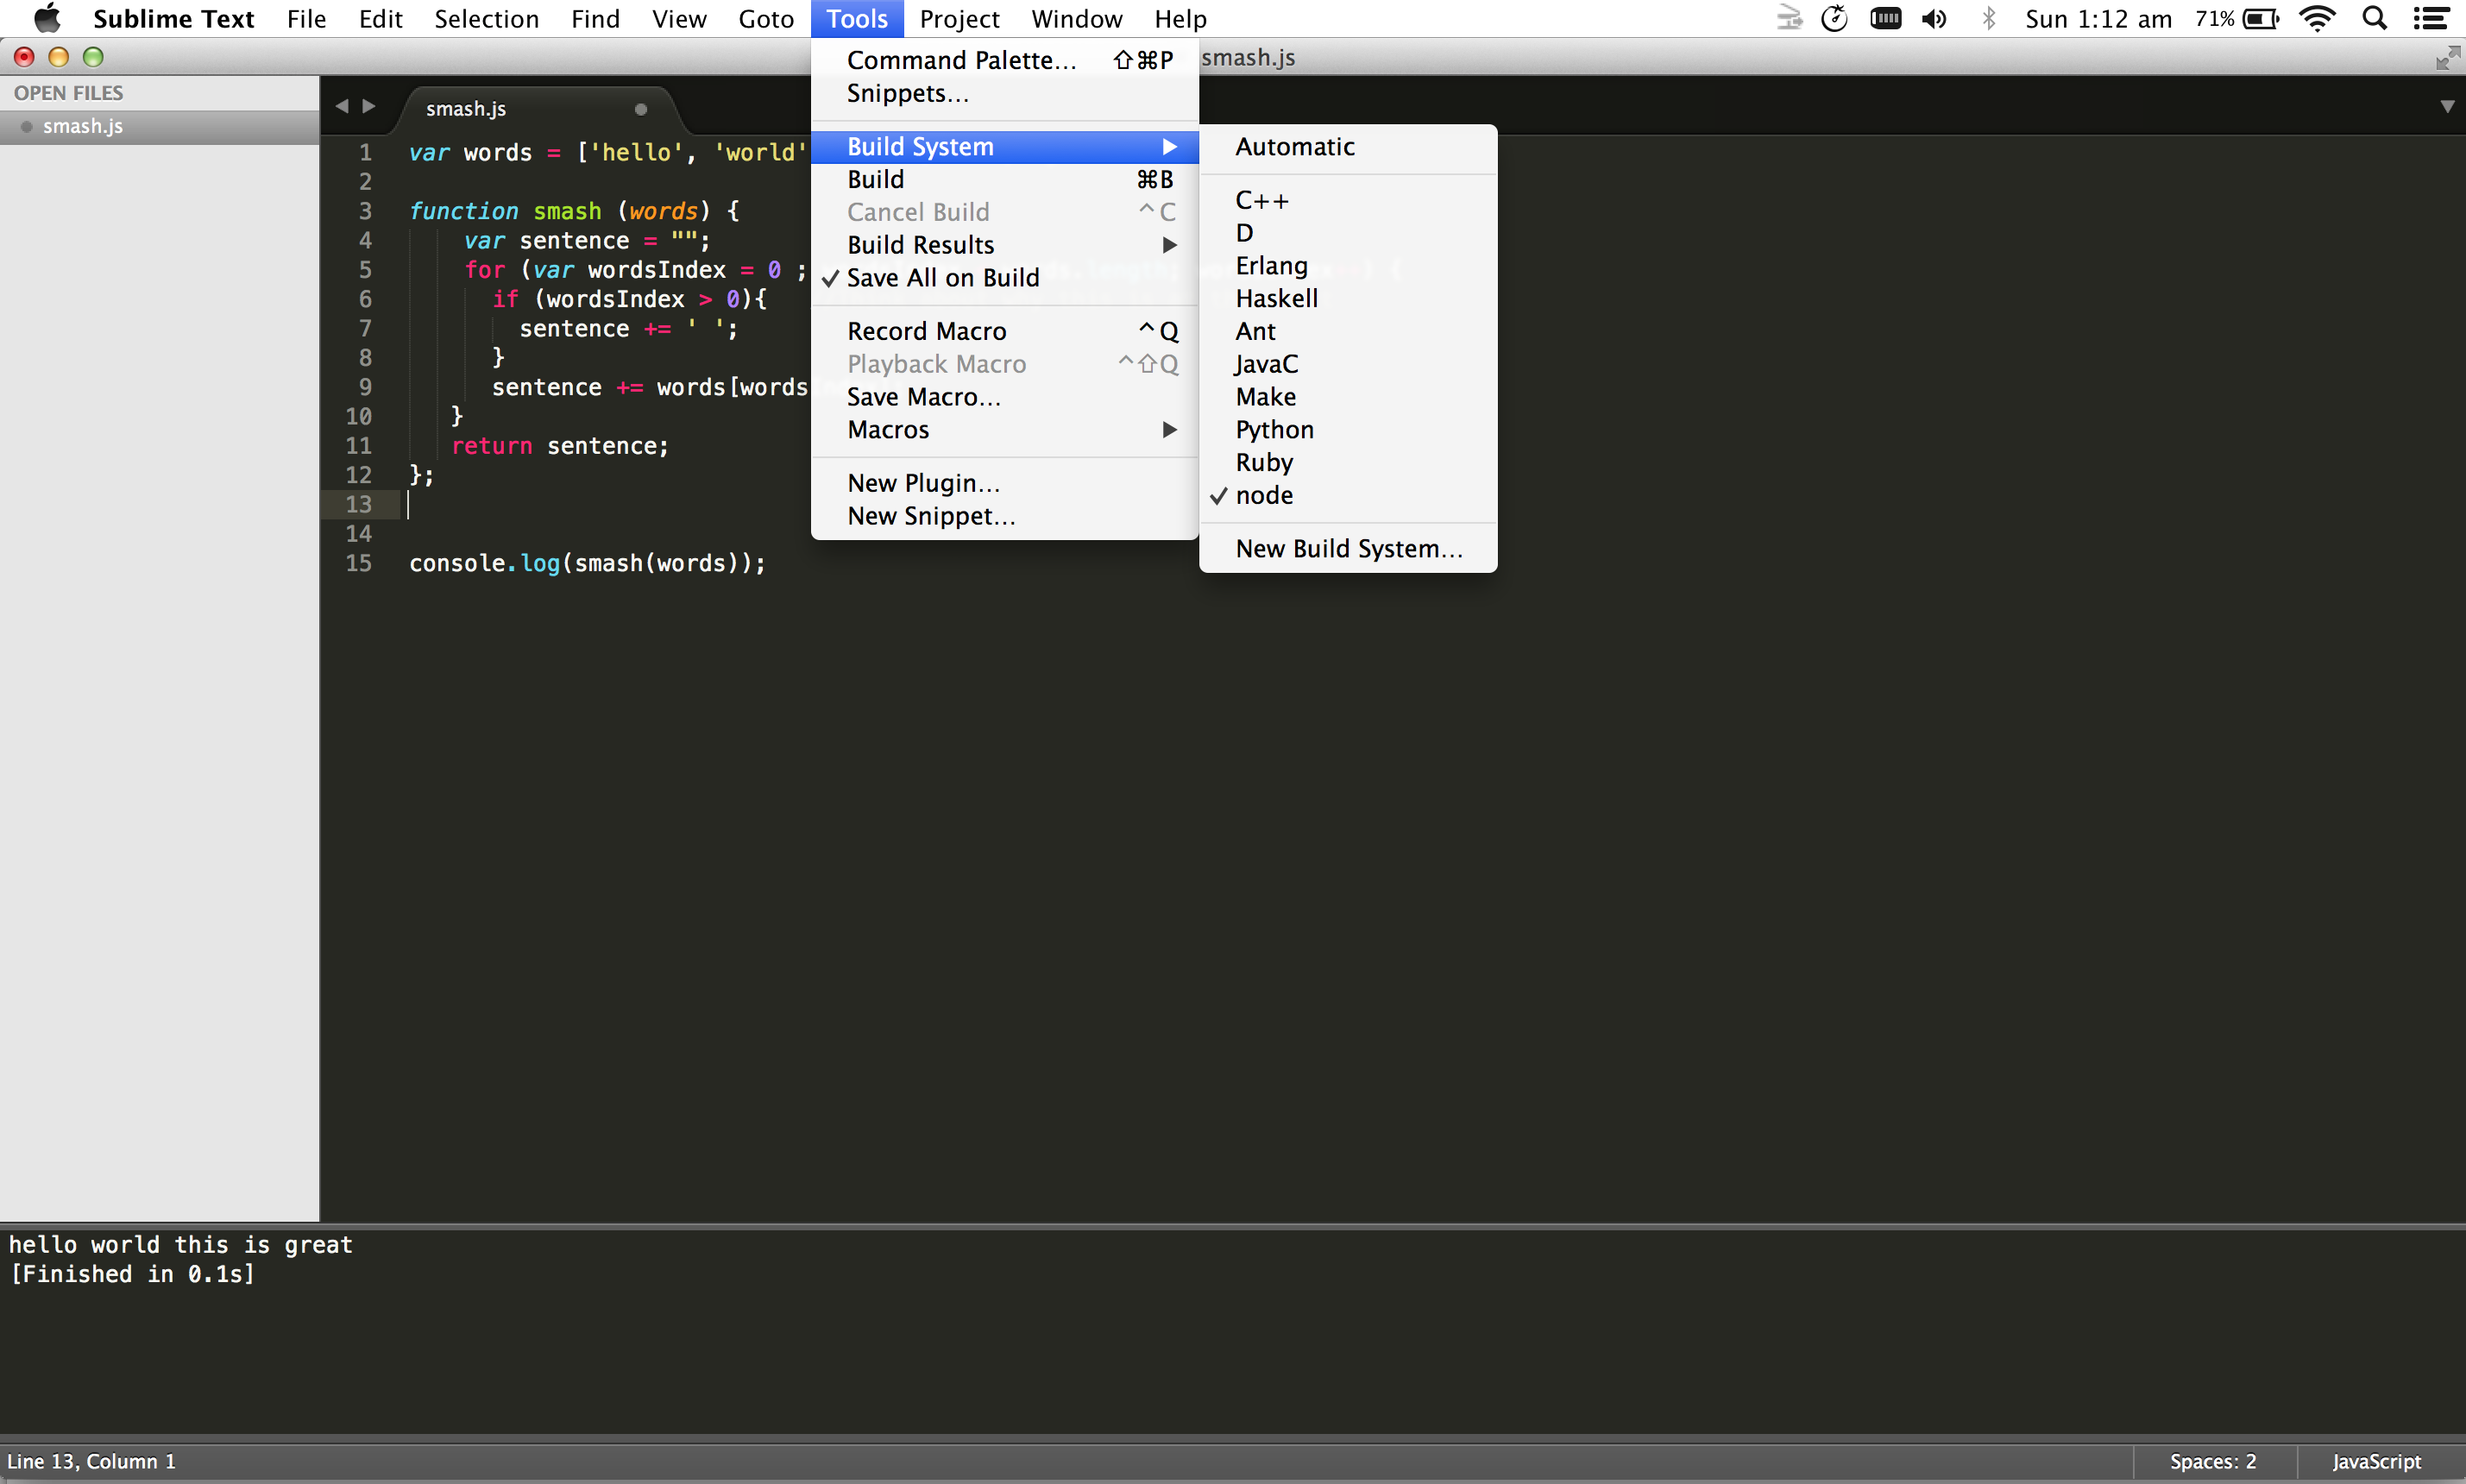 Sublime Text File Edit Selection Find View Goto Tools Project Window Help Sun 1:12 am 71%
smash.js
OPEN FILES
smash.js
smash.js
1 var words = ['hello', 'world'
2
3 function smash (words) {
4 var sentence = "";
5 for (var wordsIndex = 0 ;
6 if (wordsIndex > 0){
7 sentence += ' ';
8 }
9 sentence += words[words
10 }
11 return sentence;
12 };
13
14
15 console.log(smash(words));
Command Palette... ⇧⌘P
Snippets...
Build System
Build ⌘B
Cancel Build ^C
Build Results
✓ Save All on Build
Record Macro ^Q
Playback Macro ^⇧Q
Save Macro...
Macros
New Plugin...
New Snippet...
Automatic
C++
D
Erlang
Haskell
Ant
JavaC
Make
Python
Ruby
✓ node
New Build System...
hello world this is great
[Finished in 0.1s]
Line 13, Column 1 Spaces: 2 JavaScript